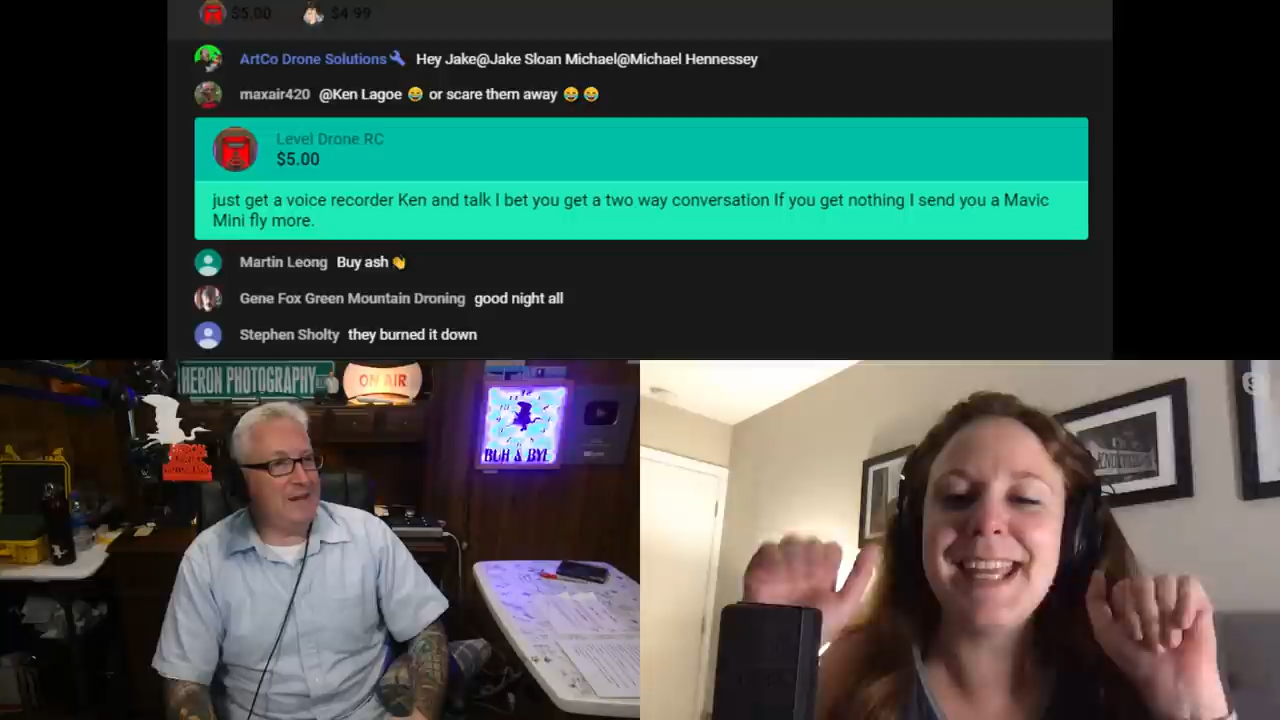 $5.00 $4.99
ArtCo Drone Solutions Hey Jake@Jake Sloan Michael@Michael Hennessey
maxair420 @Ken Lagoe 😂 or scare them away 😂 😂
Level Drone RC
$5.00
just get a voice recorder Ken and talk I bet you get a two way conversation If you get nothing I send you a Mavic
Mini fly more.
Martin Leong Buy ash 👏
Gene Fox Green Mountain Droning good night all
Stephen Sholty they burned it down
HERON PHOTOGRAPHY
ON AIR